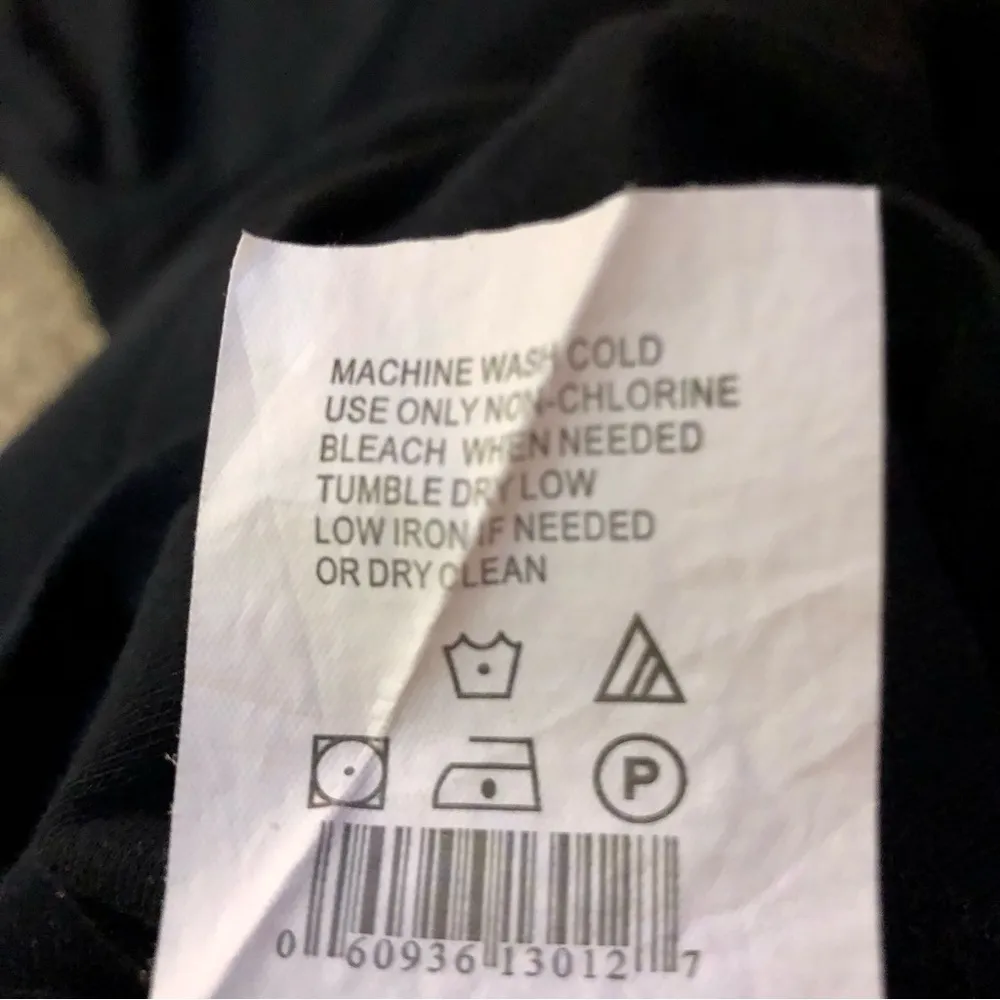 MACHINE WASH COLD
USE ONLY NON-CHLORINE
BLEACH WHEN NEEDED
TUMBLE DRY LOW
LOW IRON IF NEEDED
OR DRY CLEAN
P
0 60936 13012 7